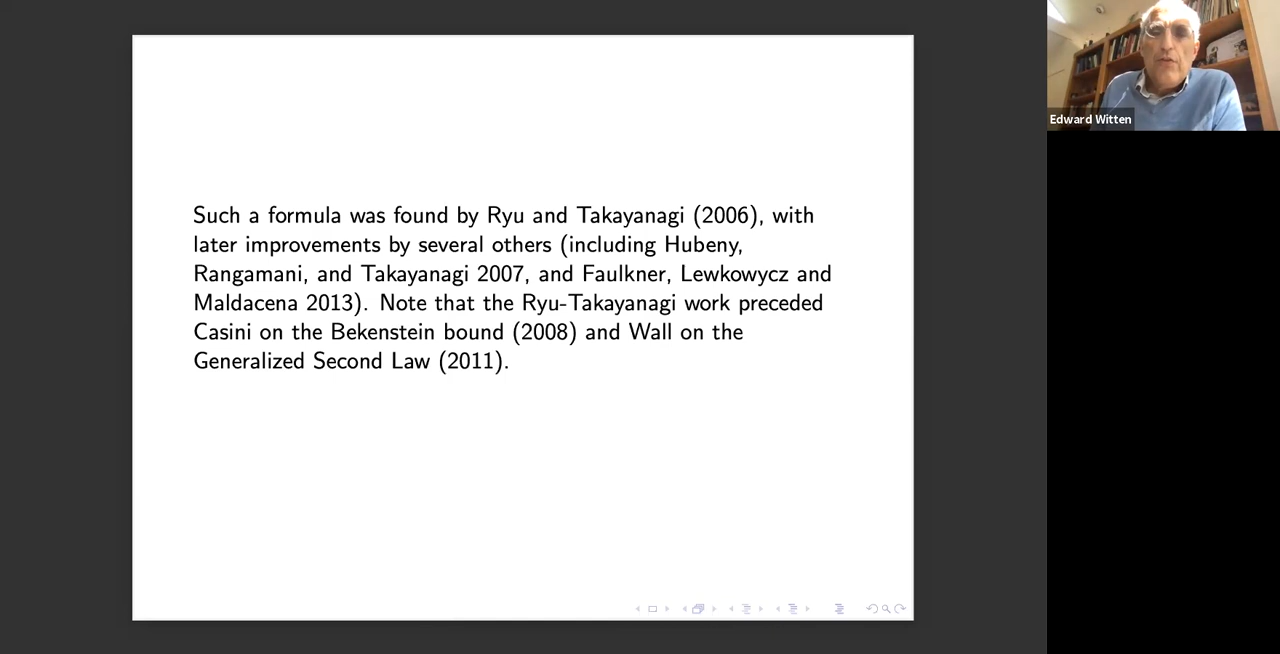 Such a formula was found by Ryu and Takayanagi (2006), with
later improvements by several others (including Hubeny,
Rangamani, and Takayanagi 2007, and Faulkner, Lewkowycz and
Maldacena 2013). Note that the Ryu-Takayanagi work preceded
Casini on the Bekenstein bound (2008) and Wall on the
Generalized Second Law (2011).
Edward Witten